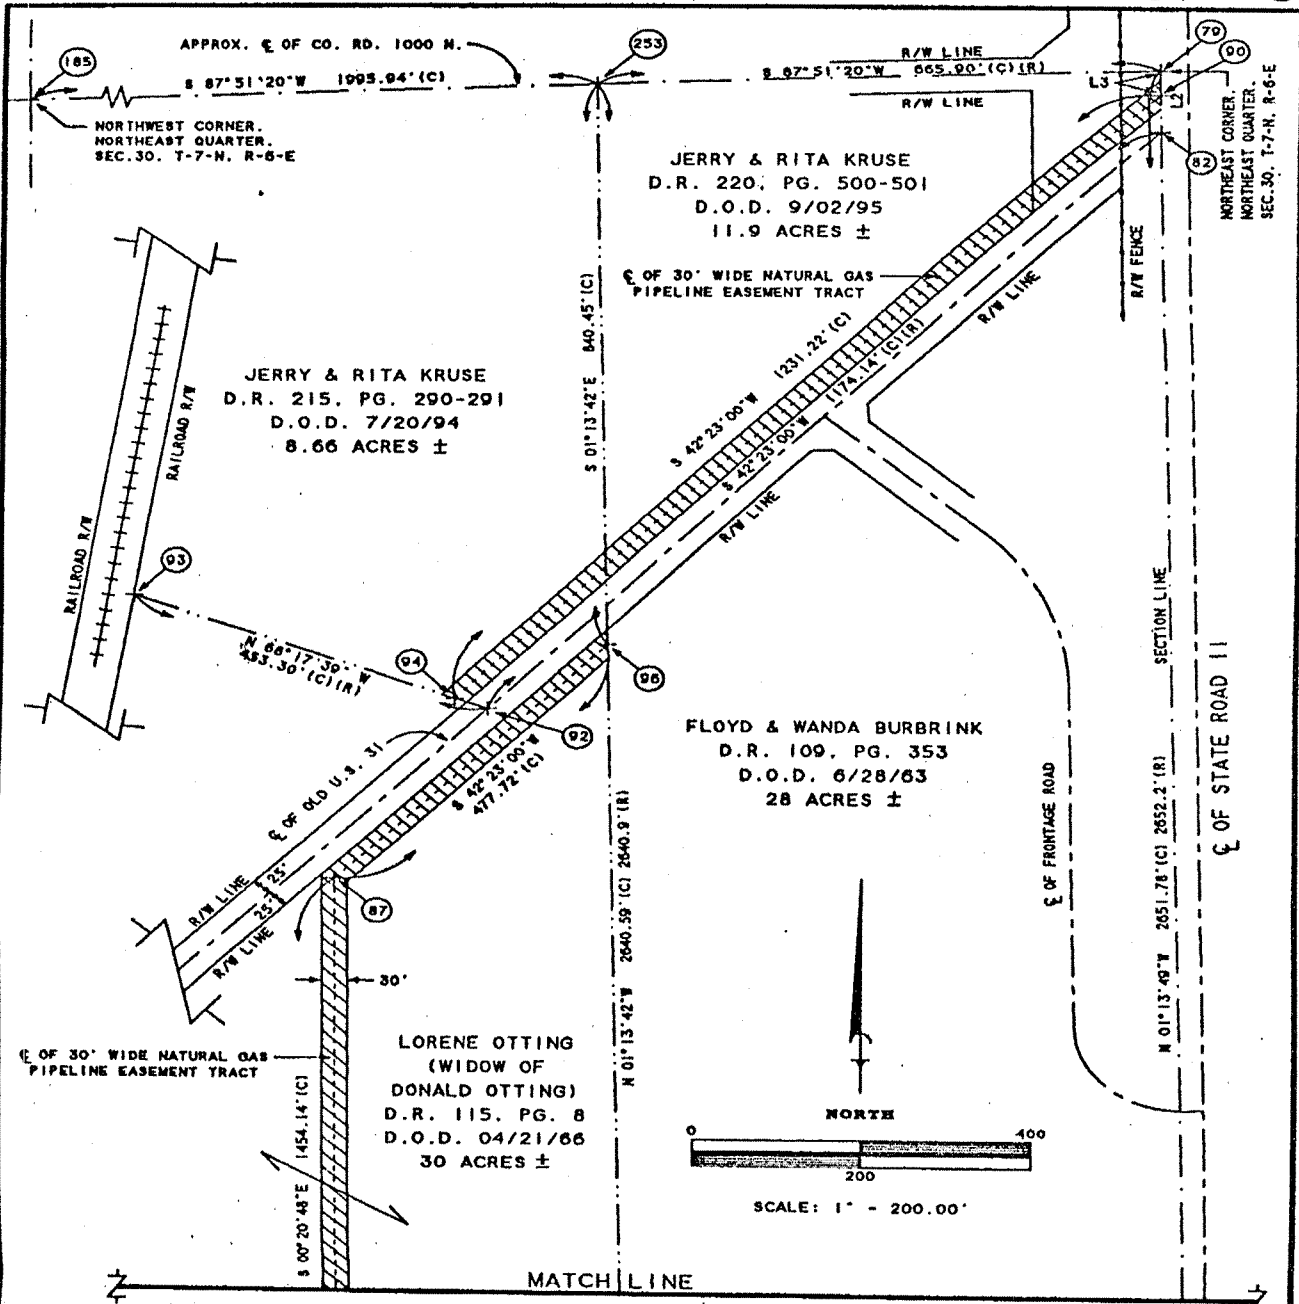 APPROX. ℄ OF CO. RD. 1000 N.
253
79
90
185
R/W LINE
S 87°51'20"W 1995.94'(C)
S 87°51'20"W 665.90'(C)(R)
L3
L2
R/W LINE
NORTHWEST CORNER.
NORTHEAST QUARTER.
SEC.30. T-7-N. R-6-E
NORTHEAST CORNER.
NORTHEAST QUARTER.
SEC.30. T-7-N. R-6-E
82
JERRY & RITA KRUSE
D.R. 220, PG. 500-501
D.O.D. 9/02/95
11.9 ACRES ±
R/W FENCE
℄ OF 30' WIDE NATURAL GAS
PIPELINE EASEMENT TRACT
R/W LINE
S 01°13'42"E 840.45'(C)
S 42°23'00"W 1231.22'(C)
S 42°23'00"W 1174.14'(C)(R)
R/W LINE
JERRY & RITA KRUSE
D.R. 215. PG. 290-291
D.O.D. 7/20/94
8.66 ACRES ±
RAILROAD R/W
RAILROAD R/W
93
N 68°17'39" W
453.30'(C)(R)
94
96
92
SECTION LINE
℄ OF STATE ROAD 11
FLOYD & WANDA BURBRINK
D.R. 109. PG. 353
D.O.D. 6/28/63
28 ACRES ±
℄ OF OLD U.S. 31
S 42°23'00"W
477.72'(C)
℄ OF FRONTAGE ROAD
R/W LINE
25'
25'
R/W LINE
87
30'
N 01°13'42"W 2640.59'(C) 2640.9'(R)
N 01°13'49"W 2651.78'(C) 2652.2'(R)
℄ OF 30' WIDE NATURAL GAS
PIPELINE EASEMENT TRACT
LORENE OTTING
(WIDOW OF
DONALD OTTING)
D.R. 115. PG. 8
D.O.D. 04/21/66
30 ACRES ±
S 00°20'48"E 1454.14'(C)
NORTH
0
400
200
SCALE: 1" - 200.00'
MATCH LINE